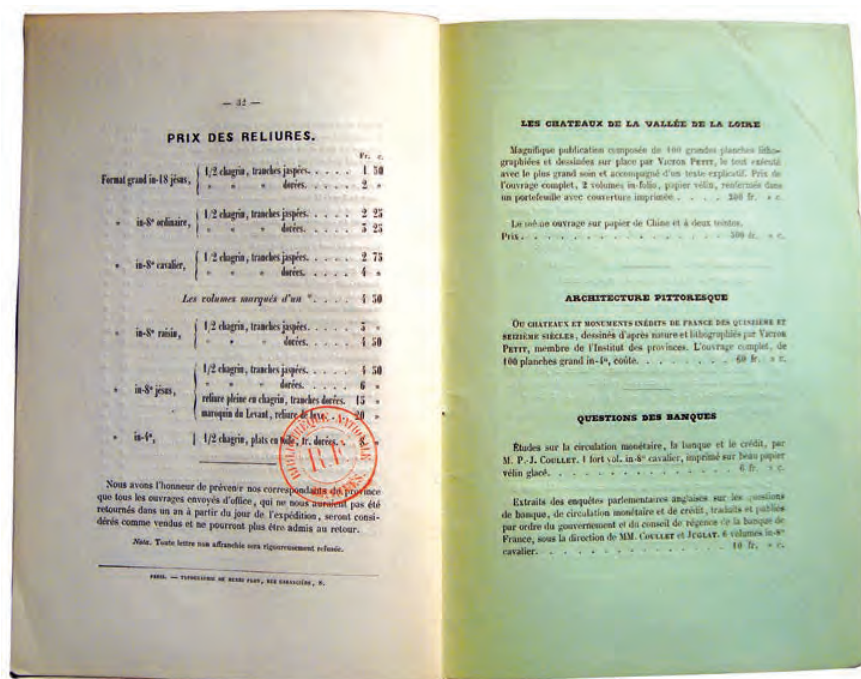 — 32 —
PRIX DES RELIURES.
Fr. c.
Format grand in-18 jésus, 1/2 chagrin, tranches jaspées. . . . . 1 50
» » » dorées. . . . . 2 »
» in-8° ordinaire, 1/2 chagrin, tranches jaspées. . . . . 2 25
» » » dorées. . . . . 3 25
» in-8° cavalier, 1/2 chagrin, tranches jaspées. . . . . 2 75
» » » dorées. . . . . 4 »
Les volumes marqués d'un *. . . . 4 50
» in-8° raisin, 1/2 chagrin, tranches jaspées. . . . . 3 »
» » » dorées. . . . . 4 50
» in-8° jésus, 1/2 chagrin, tranches jaspées. . . . . 4 50
» » » dorées. . . . . 6 »
reliure pleine en chagrin, tranches dorées. 15 »
maroquin du Levant, reliure de luxe. . 20 »
» in-4°, 1/2 chagrin, plats en toile, tr. dorées. . 8 »
BIBLIOTHÈQUE NATIONALE
R.F.
Nous avons l'honneur de prévenir nos correspondants de province
que tous les ouvrages envoyés d'office, qui ne nous auraient pas été
retournés dans un an à partir du jour de l'expédition, seront consi-
dérés comme vendus et ne pourront plus être admis au retour.
Nota. Toute lettre non affranchie sera rigoureusement refusée.
PARIS. — TYPOGRAPHIE DE HENRI PLON, RUE GARANCIÈRE, 8.
LES CHATEAUX DE LA VALLÉE DE LA LOIRE
Magnifique publication composée de 100 grandes planches litho-
graphiées et dessinées sur place par VICTOR PETIT, le tout exécuté
avec le plus grand soin et accompagné d'un texte explicatif. Prix de
l'ouvrage complet, 2 volumes in-folio, papier vélin, renfermés dans
un portefeuille avec couverture imprimée . . . . . 200 fr. » c.
Le même ouvrage sur papier de Chine et à deux teintes.
Prix. . . . . . . . . . . . . . . . . 300 fr. » c.
ARCHITECTURE PITTORESQUE
OU CHATEAUX ET MONUMENTS INÉDITS DE FRANCE DES QUINZIÈME ET
SEIZIÈME SIÈCLES, dessinés d'après nature et lithographiés par VICTOR
PETIT, membre de l'Institut des provinces. L'ouvrage complet, de
100 planches grand in-4°, coûte. . . . . . . . . 60 fr. » c.
QUESTIONS DES BANQUES
Études sur la circulation monétaire, la banque et le crédit, par
M. P.-J. COULLET. 1 fort vol. in-8° cavalier, imprimé sur beau papier
vélin glacé. . . . . . . . . . . . . . . 6 fr. » c.
Extraits des enquêtes parlementaires anglaises sur les questions
de banque, de circulation monétaire et de crédit, traduits et publiés
par ordre du gouvernement et du conseil de régence de la banque de
France, sous la direction de MM. COULLET et JUGLAT. 6 volumes in-8°
cavalier. . . . . . . . . . . . . . . . 40 fr. » c.